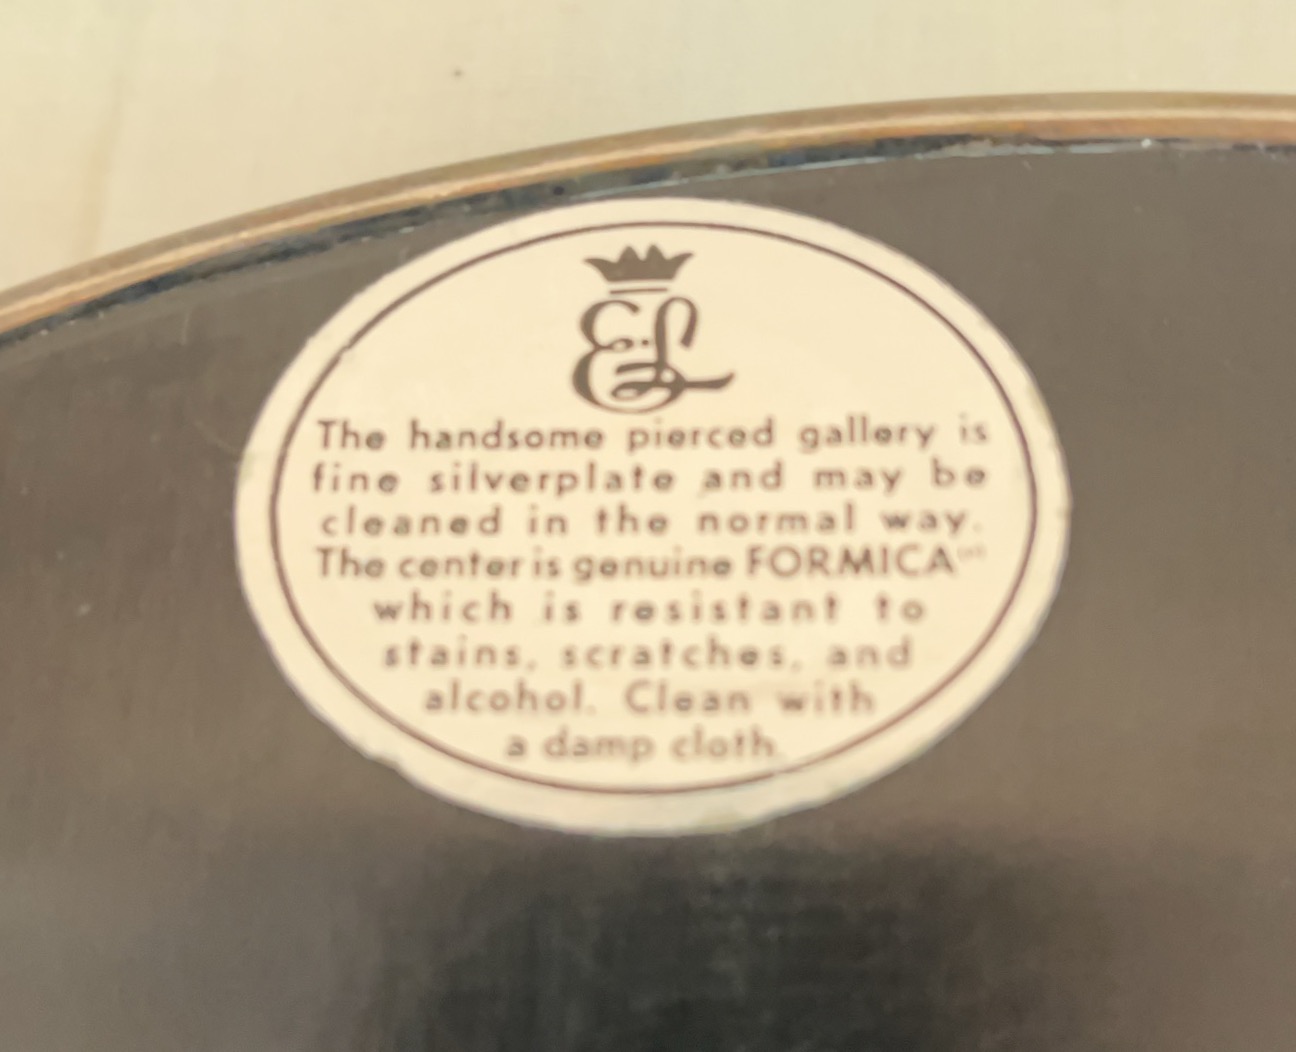 EL
The handsome pierced gallery is
fine silverplate and may be
cleaned in the normal way.
The center is genuine FORMICA
which is resistant to
stains, scratches, and
alcohol. Clean with
a damp cloth.